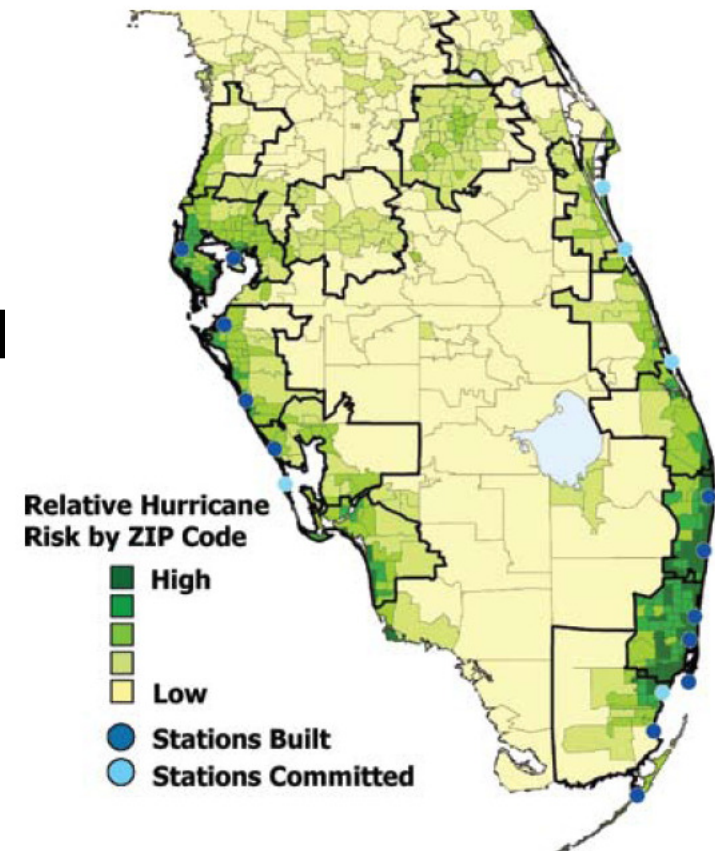 Relative Hurricane
Risk by ZIP Code
High
Low
Stations Built
Stations Committed